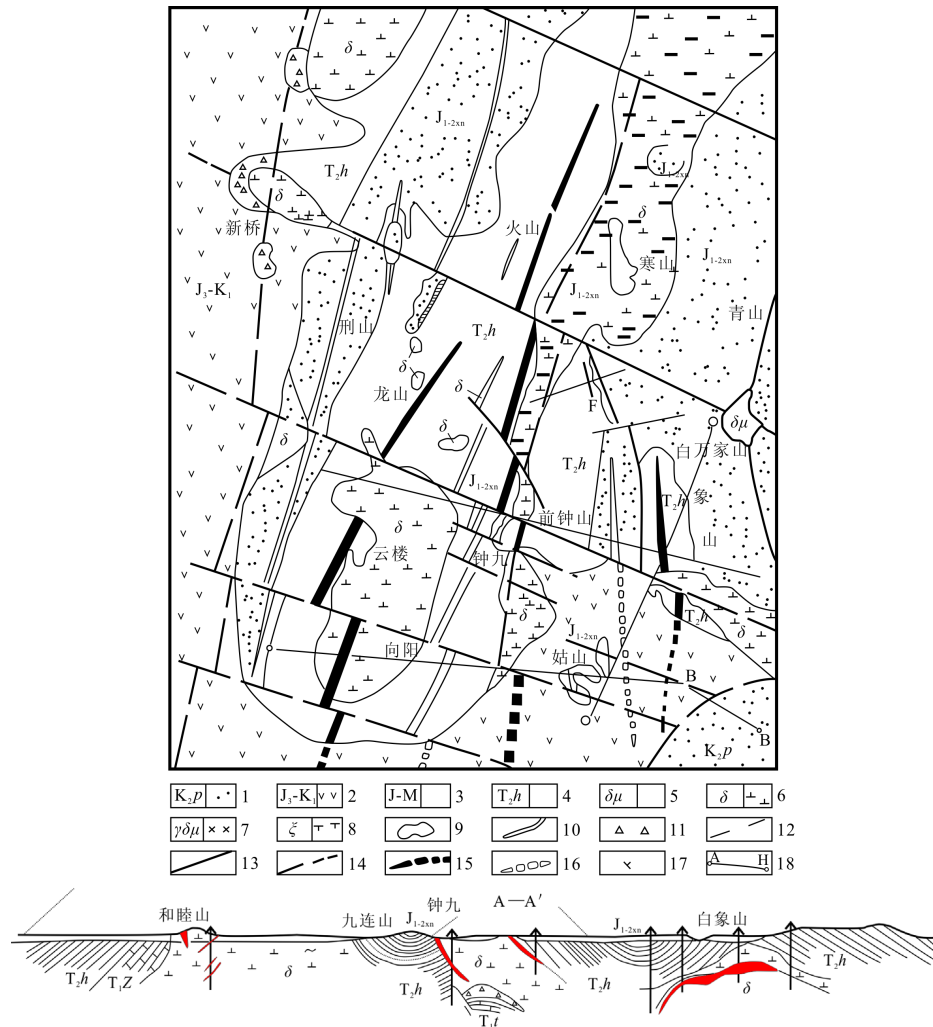 δ
J₁₋₂ₓₙ
T₂h
J₁₋₂ₓₙ
δ
新桥
火山
δ
寒山
J₁₋₂ₓₙ
J₃-K₁
J₁₋₂ₓₙ
青山
刑山
T₂h
δ
龙山
δ
F
δμ
δ
δ
白万家山
T₂h
J₁₋₂ₓₙ
T₂h
象
山
δ
前钟山
云楼
钟九
δ
T₂h
J₁₋₂ₓₙ
δ
向阳
姑山
B
B
K₂p
K₂p 1 J₃-K₁ 2 J-M 3 T₂h 4 δμ 5 δ 6
γδμ 7 ξ 8 9 10 11 12
13 14 15 16 17 A H 18
A—A′
和睦山 九连山 J₁₋₂ₓₙ 钟九 J₁₋₂ₓₙ 白象山
T₂h T₁Z δ T₂h δ T₂h δ T₂h
T₁t